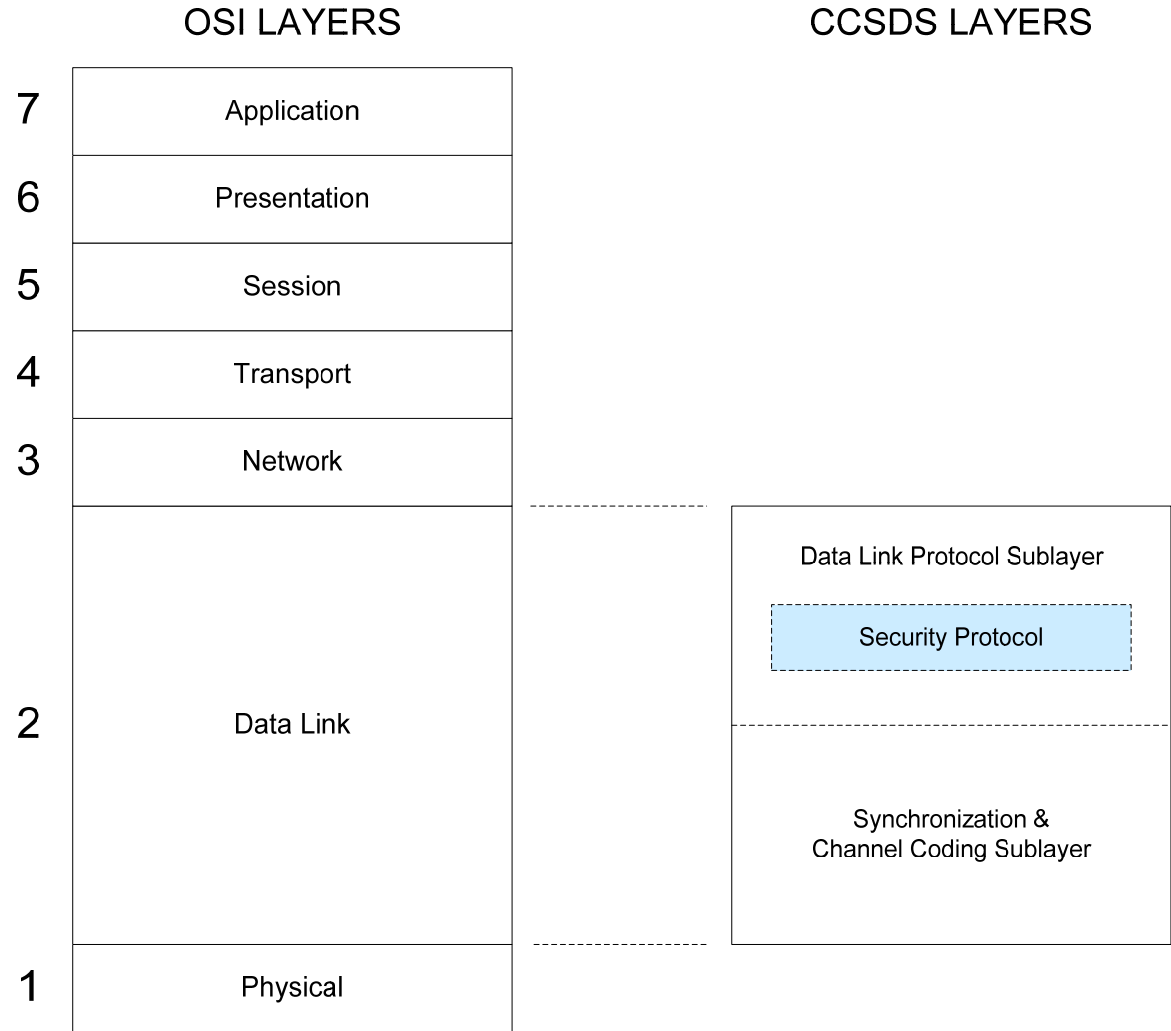 OSI LAYERS
CCSDS LAYERS
7
Application
6
Presentation
5
Session
4
Transport
3
Network
2
Data Link
Data Link Protocol Sublayer
Security Protocol
Synchronization &
Channel Coding Sublayer
1
Physical